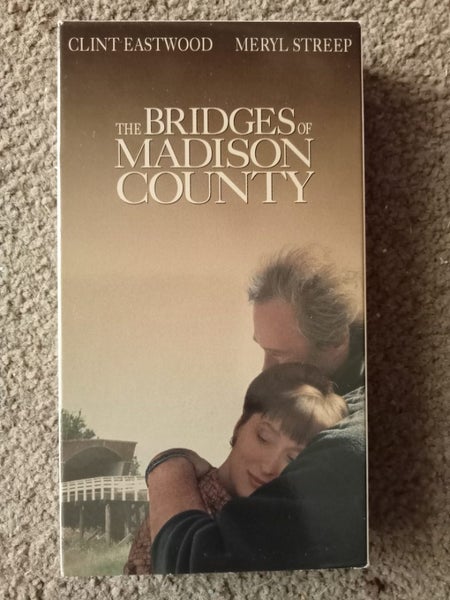 CLINT EASTWOOD MERYL STREEP
THE BRIDGES OF
MADISON
COUNTY